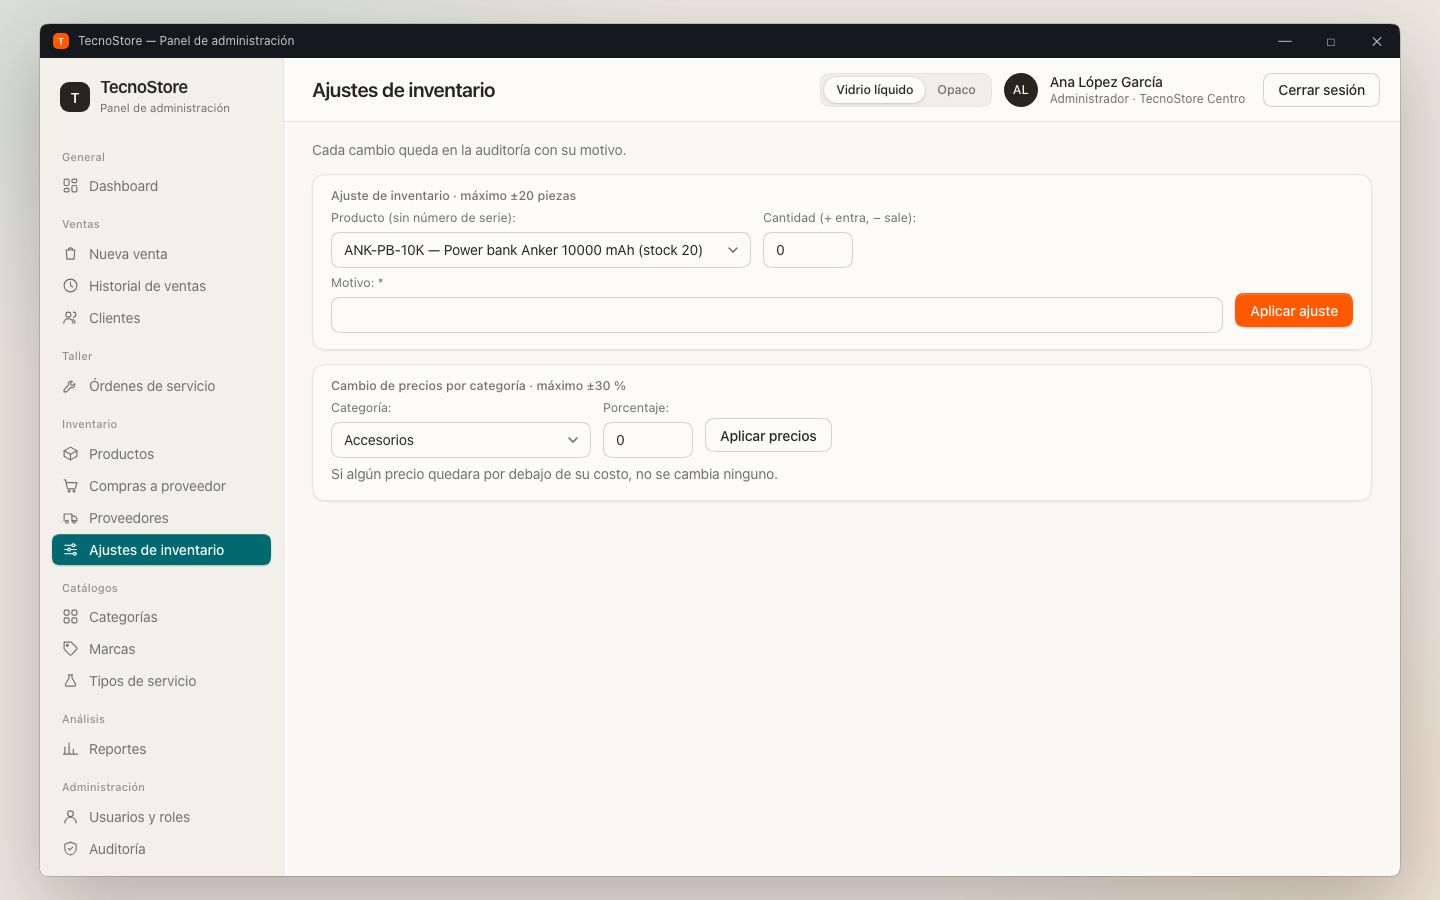 T TecnoStore — Panel de administración
T
TecnoStore
Panel de administración
General
Dashboard
Ventas
Nueva venta
Historial de ventas
Clientes
Taller
Órdenes de servicio
Inventario
Productos
Compras a proveedor
Proveedores
Ajustes de inventario
Catálogos
Categorías
Marcas
Tipos de servicio
Análisis
Reportes
Administración
Usuarios y roles
Auditoría
Ajustes de inventario
Vidrio líquido Opaco
AL
Ana López García
Administrador · TecnoStore Centro
Cerrar sesión
Cada cambio queda en la auditoría con su motivo.
Ajuste de inventario · máximo ±20 piezas
Producto (sin número de serie): Cantidad (+ entra, − sale):
ANK-PB-10K — Power bank Anker 10000 mAh (stock 20) 0
Motivo: *
Aplicar ajuste
Cambio de precios por categoría · máximo ±30 %
Categoría: Porcentaje:
Accesorios 0 Aplicar precios
Si algún precio quedara por debajo de su costo, no se cambia ninguno.